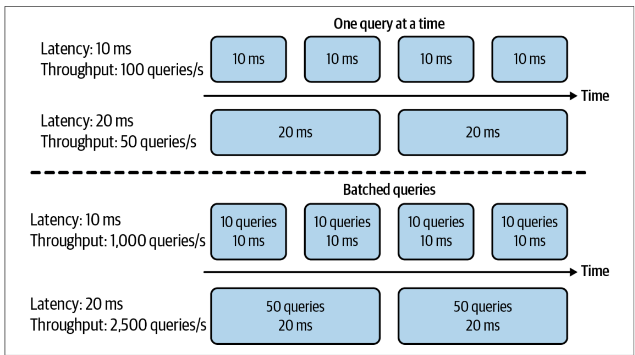 One query at a time
Latency: 10 ms
Throughput: 100 queries/s
10 ms
10 ms
10 ms
10 ms
Time
Latency: 20 ms
Throughput: 50 queries/s
20 ms
20 ms
Batched queries
Latency: 10 ms
Throughput: 1,000 queries/s
10 queries
10 ms
10 queries
10 ms
10 queries
10 ms
10 queries
10 ms
Time
Latency: 20 ms
Throughput: 2,500 queries/s
50 queries
20 ms
50 queries
20 ms